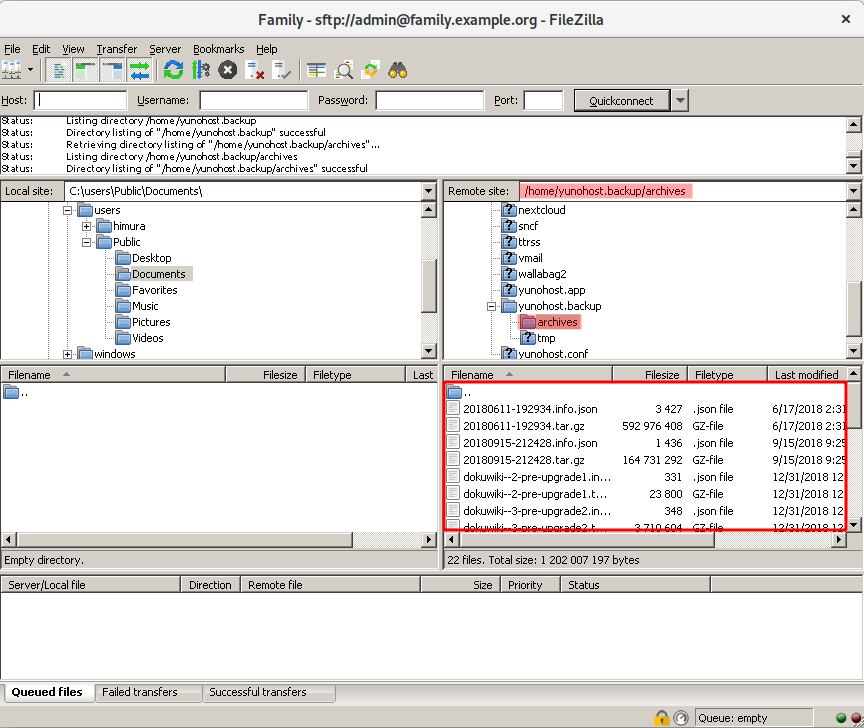 Family - sftp://admin@family.example.org - FileZilla
File Edit View Transfer Server Bookmarks Help
Host: Username: Password: Port: Quickconnect
Status: Listing directory /home/yunohost.backup
Status: Directory listing of "/home/yunohost.backup" successful
Status: Retrieving directory listing of "/home/yunohost.backup/archives"...
Status: Listing directory /home/yunohost.backup/archives
Status: Directory listing of "/home/yunohost.backup/archives" successful
Local site: C:\users\Public\Documents\
users
himura
Public
Desktop
Documents
Favorites
Music
Pictures
Videos
windows
Remote site: /home/yunohost.backup/archives
nextcloud
sncf
ttrss
vmail
wallabag2
yunohost.app
yunohost.backup
archives
tmp
yunohost.conf
Filename Filesize Filetype Last
..
Empty directory.
Filename Filesize Filetype Last modified
..
20180611-192934.info.json 3 427 .json file 6/17/2018 2:31
20180611-192934.tar.gz 592 976 408 GZ-file 6/17/2018 2:31
20180915-212428.info.json 1 436 .json file 9/15/2018 9:25
20180915-212428.tar.gz 164 731 292 GZ-file 9/15/2018 9:25
dokuwiki--2-pre-upgrade1.in... 331 .json file 12/31/2018 12
dokuwiki--2-pre-upgrade1.t... 23 800 GZ-file 12/31/2018 12
dokuwiki--3-pre-upgrade2.in... 348 .json file 12/31/2018 12
dokuwiki--3-pre-upgrade2.t... 3 710 604 GZ-file 12/31/2018 12
22 files. Total size: 1 202 007 197 bytes
Server/Local file Direction Remote file Size Priority Status
Queued files Failed transfers Successful transfers
Queue: empty